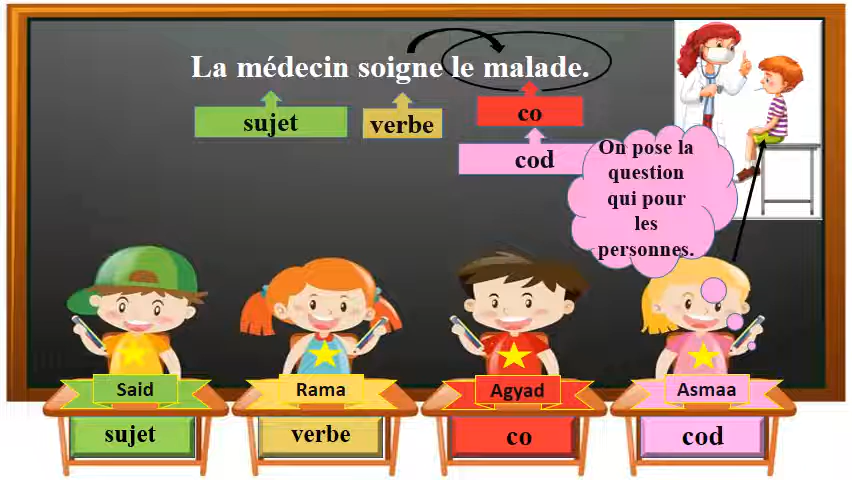 La médecin soigne le malade.
sujet
verbe
co
cod
On pose la
question
qui pour
les
personnes.
Said
Rama
Agyad
Asmaa
sujet
verbe
co
cod